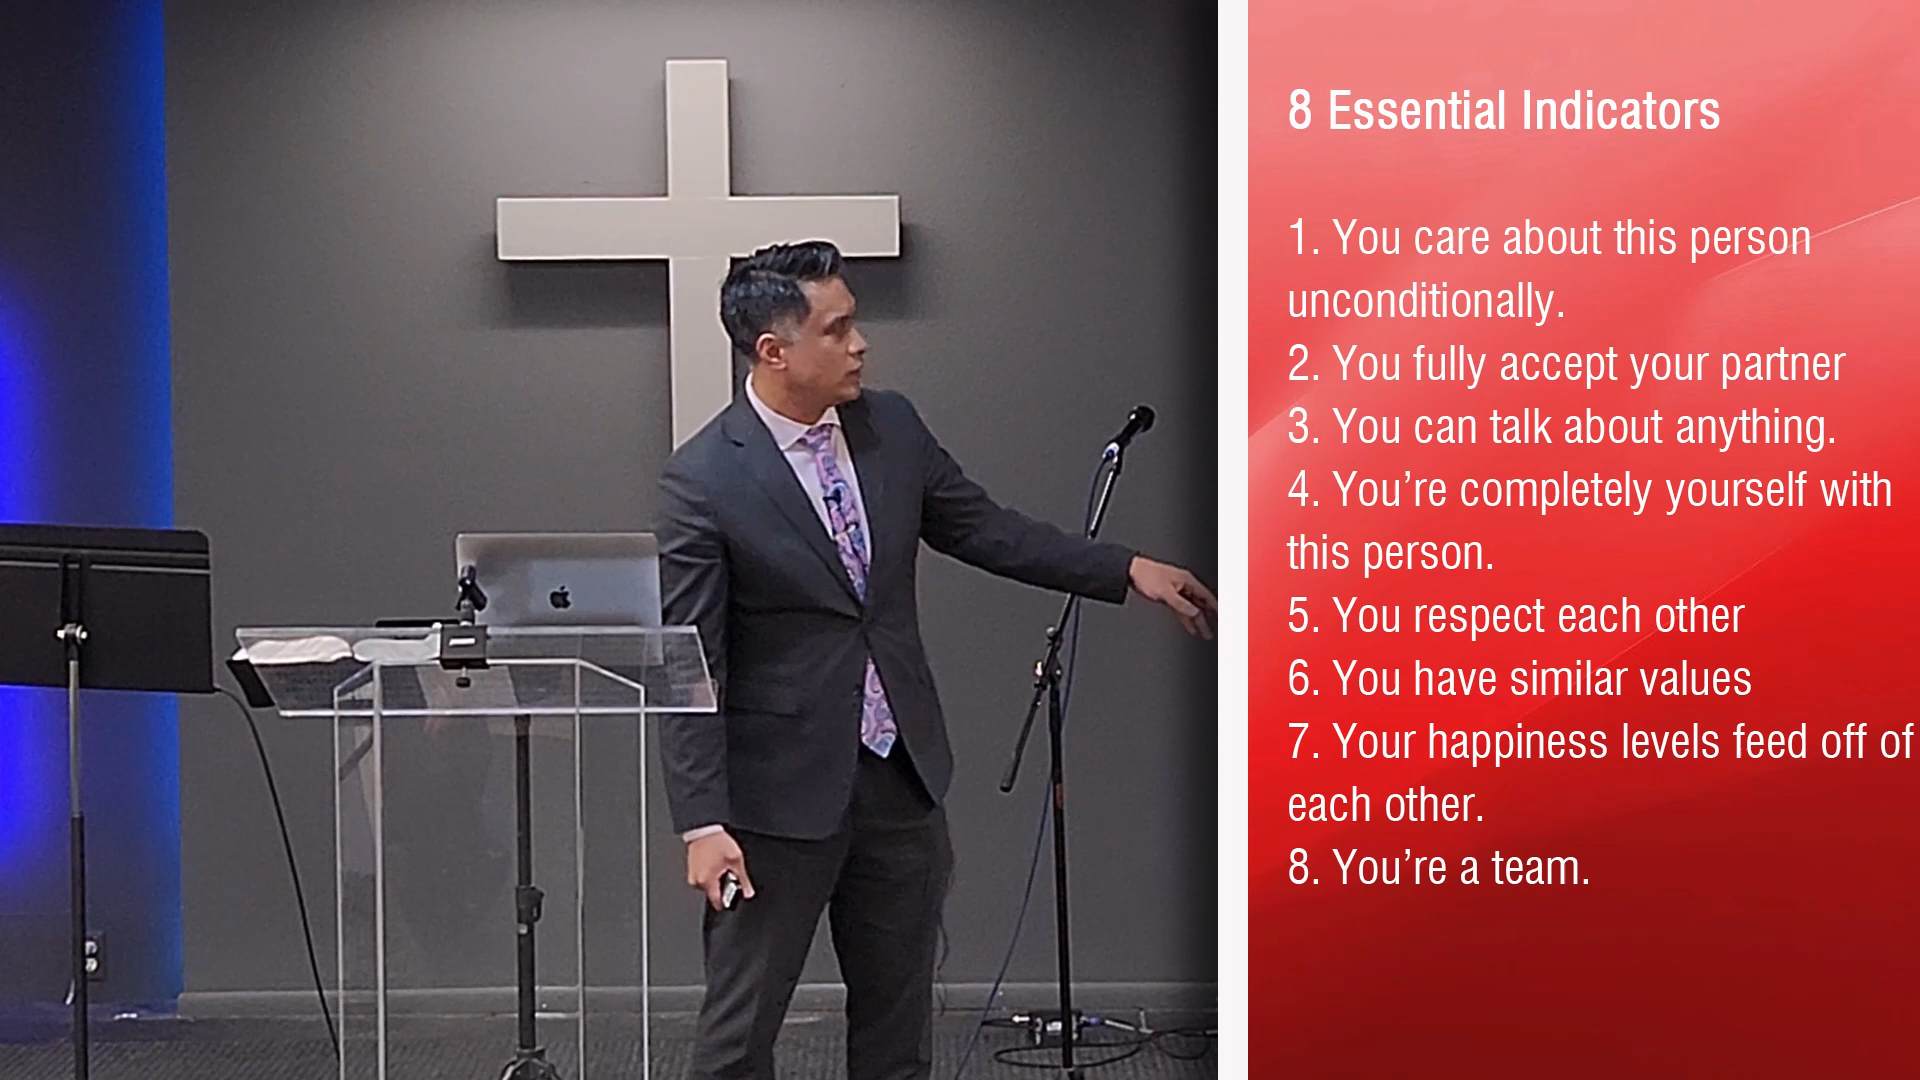 8 Essential Indicators
1. You care about this person
unconditionally.
2. You fully accept your partner
3. You can talk about anything.
4. You’re completely yourself with
this person.
5. You respect each other
6. You have similar values
7. Your happiness levels feed off of
each other.
8. You’re a team.